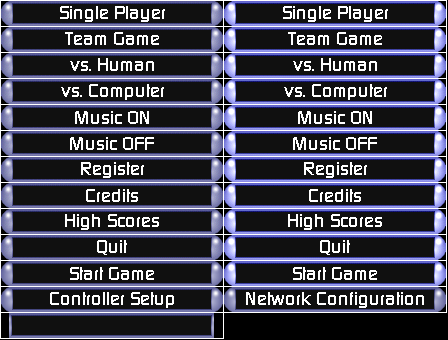 Single Player Single Player
Team Game Team Game
vs. Human vs. Human
vs. Computer vs. Computer
Music ON Music ON
Music OFF Music OFF
Register Register
Credits Credits
High Scores High Scores
Quit Quit
Start Game Start Game
Controller Setup Network Configuration